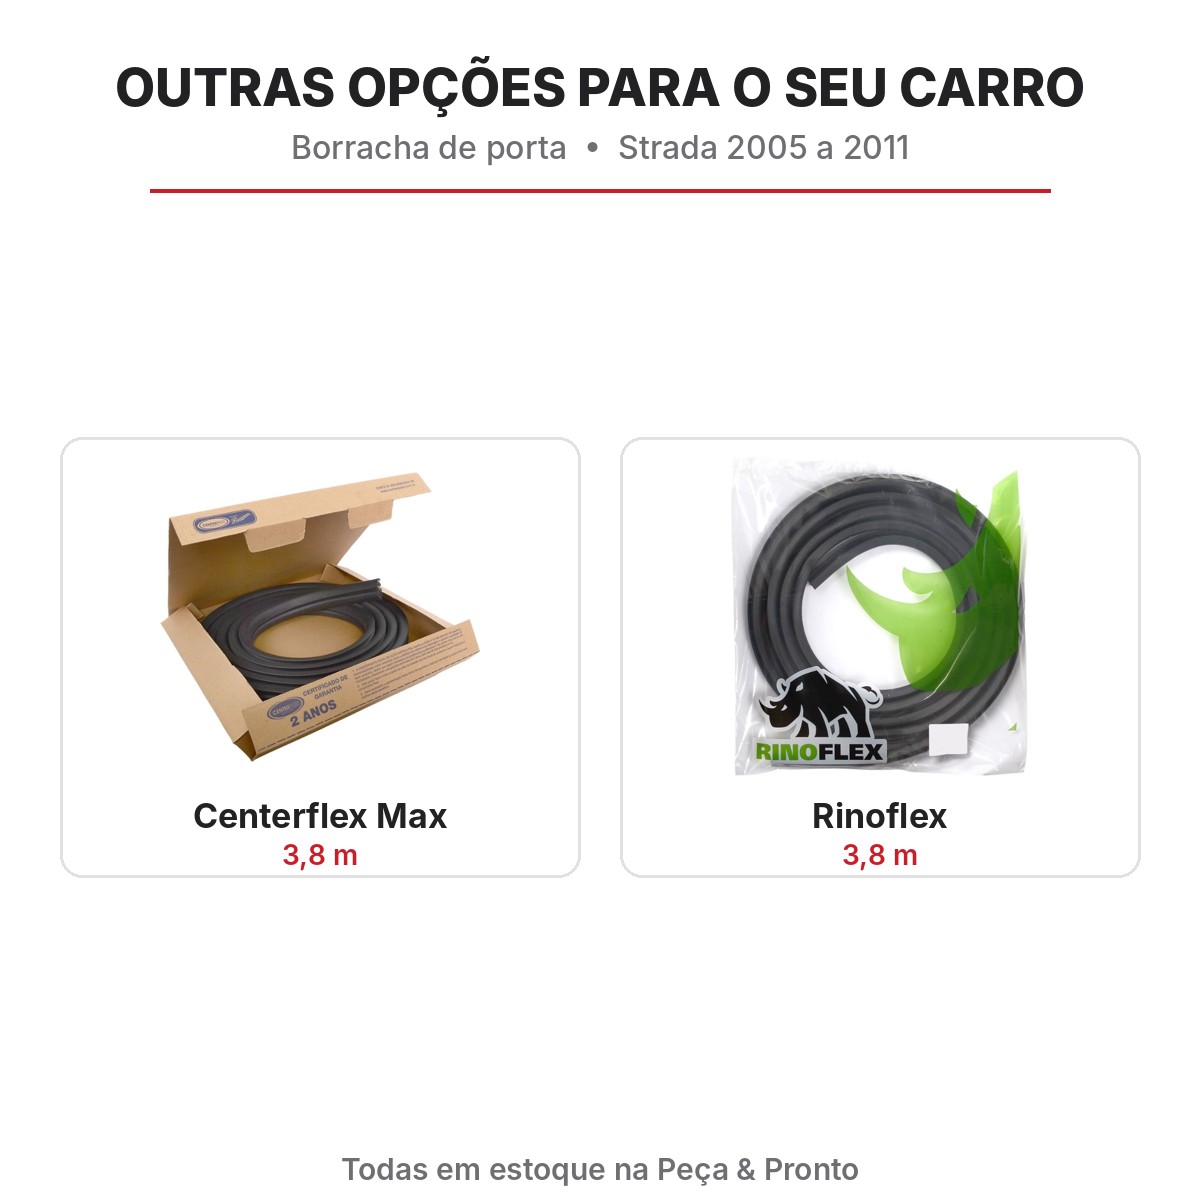 OUTRAS OPÇÕES PARA O SEU CARRO
Borracha de porta • Strada 2005 a 2011
CERTIFICADO DE
GARANTIA
2 ANOS
RINOFLEX
Centerflex Max
3,8 m
Rinoflex
3,8 m
Todas em estoque na Peça & Pronto